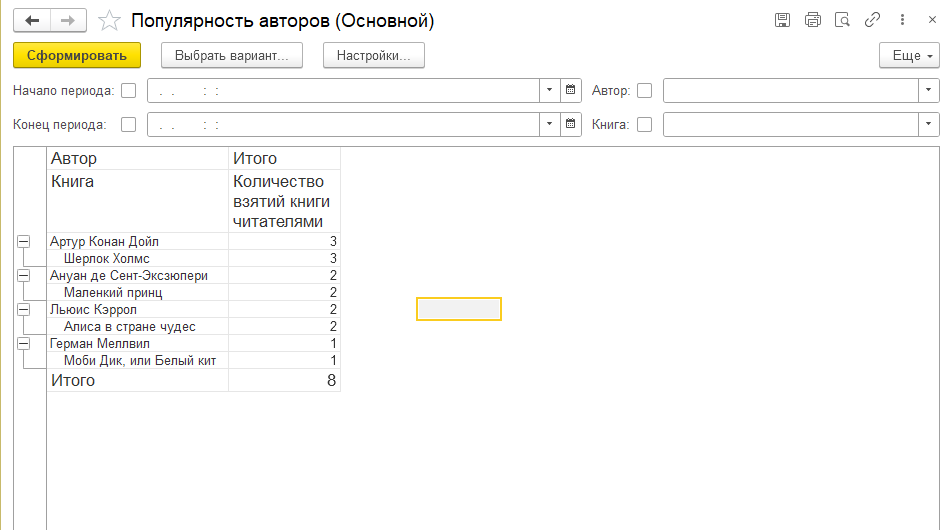 Популярность авторов (Основной)
Сформировать Выбрать вариант... Настройки... Еще
Начало периода: . . : : Автор:
Конец периода: . . : : Книга:
Автор Итого
Книга Количество
взятий книги
читателями
Артур Конан Дойл 3
Шерлок Холмс 3
Ануан де Сент-Эксзюпери 2
Маленкий принц 2
Льюис Кэррол 2
Алиса в стране чудес 2
Герман Меллвил 1
Моби Дик, или Белый кит 1
Итого 8